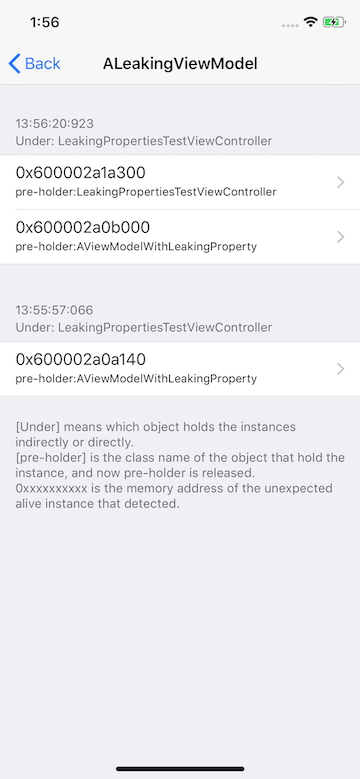 1:56
Back
ALeakingViewModel
13:56:20:923
Under: LeakingPropertiesTestViewController
0x600002a1a300
pre-holder:LeakingPropertiesTestViewController
0x600002a0b000
pre-holder:AViewModelWithLeakingProperty
13:55:57:066
Under: LeakingPropertiesTestViewController
0x600002a0a140
pre-holder:AViewModelWithLeakingProperty
[Under] means which object holds the instances
indirectly or directly.
[pre-holder] is the class name of the object that hold the
instance, and now pre-holder is released.
0xxxxxxxxxx is the memory address of the unexpected
alive instance that detected.